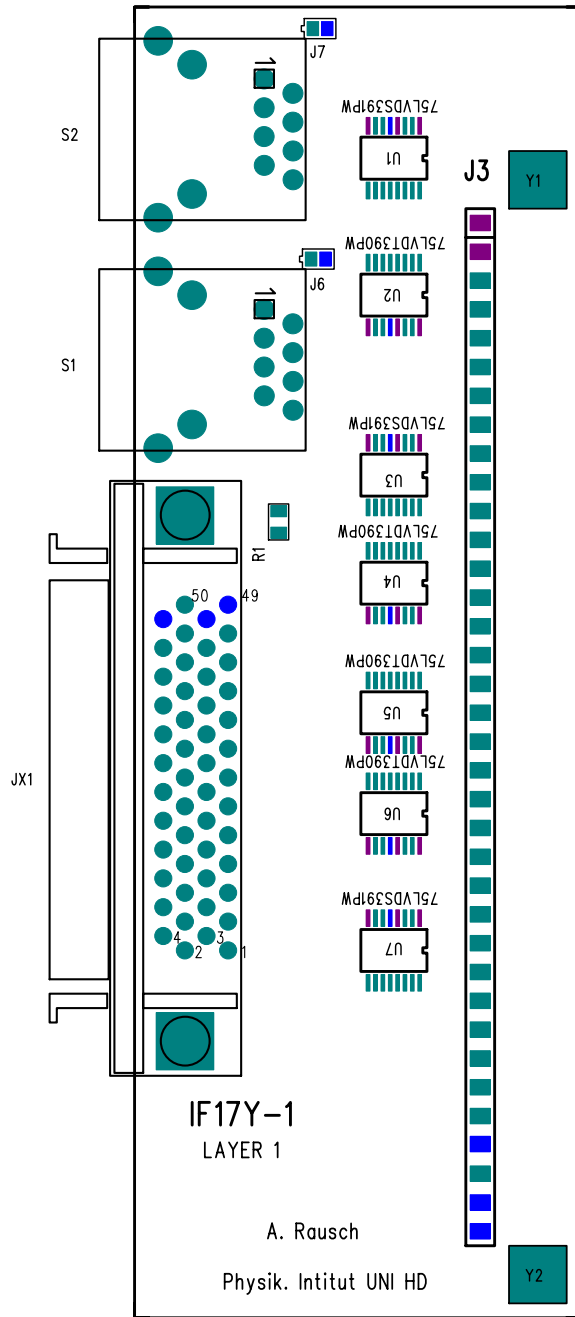 J7
1
75LVDS391PW
S2
U1
J3
Y1
75LVDT390PW
J6
U2
1
S1
75LVDS391PW
U3
75LVDT390PW
R1
U4
50
49
75LVDT390PW
U5
75LVDT390PW
JX1
U6
75LVDS391PW
4
3
2
1
U7
IF17Y-1
LAYER 1
A. Rausch
Y2
Physik. Intitut UNI HD